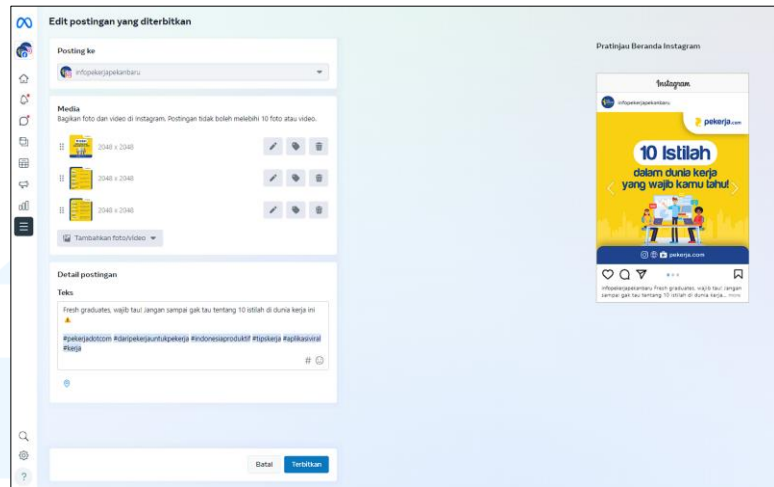 Edit postingan yang diterbitkan
Posting ke
infopekerjapekanbaru
Media
Bagikan foto dan video di Instagram. Postingan tidak boleh melebihi 10 foto atau video.
2048 x 2048
2048 x 2048
2048 x 2048
Tambahkan foto/video
Detail postingan
Teks
Fresh graduates, wajib tau! Jangan sampai gak tau tentang 10 istilah di dunia kerja ini
#pekerjadotcom #daripekerjauntukpekerja #indonesiaproduktif #tipskerja #aplikasiviral
#kerja
#
Batal
Terbitkan
?
Pratinjau Beranda Instagram
Instagram
infopekerjapekanbaru
pekerja.com
10 Istilah
dalam dunia kerja
yang wajib kamu tahu!
pekerja.com
infopekerjapekanbaru Fresh graduates, wajib tau! Jangan
sampai gak tau tentang 10 istilah di dunia kerja... more